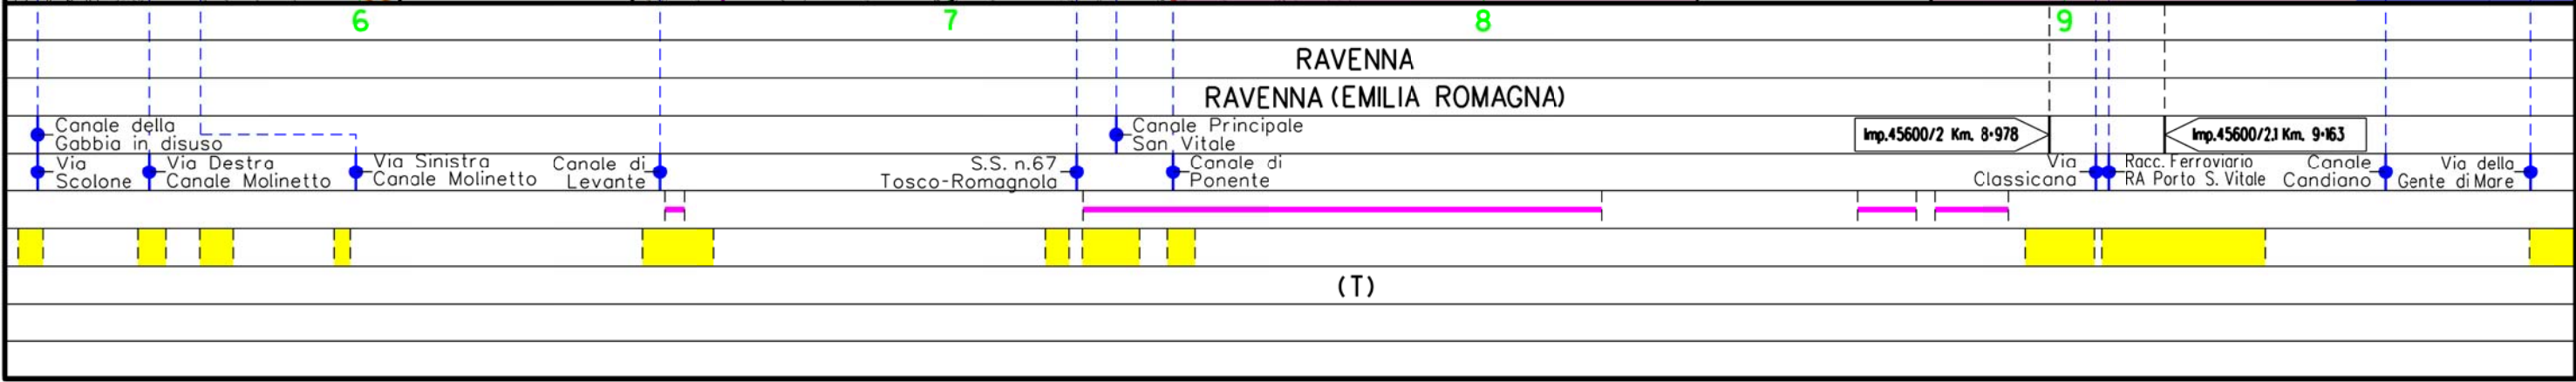 6 7 8 9
RAVENNA
RAVENNA (EMILIA ROMAGNA)
Canale della
Gabbia in disuso
Canale Principale
San Vitale
Imp.45600/2 Km. 8+978
Imp.45600/2.1 Km. 9+163
Via
Scolone
Via Destra
Canale Molinetto
Via Sinistra
Canale Molinetto
Canale di
Levante
S.S. n.67
Tosco-Romagnola
Canale di
Ponente
Via
Classicana
Racc. Ferroviario
RA Porto S. Vitale
Canale
Candiano
Via della
Gente di Mare
(T)